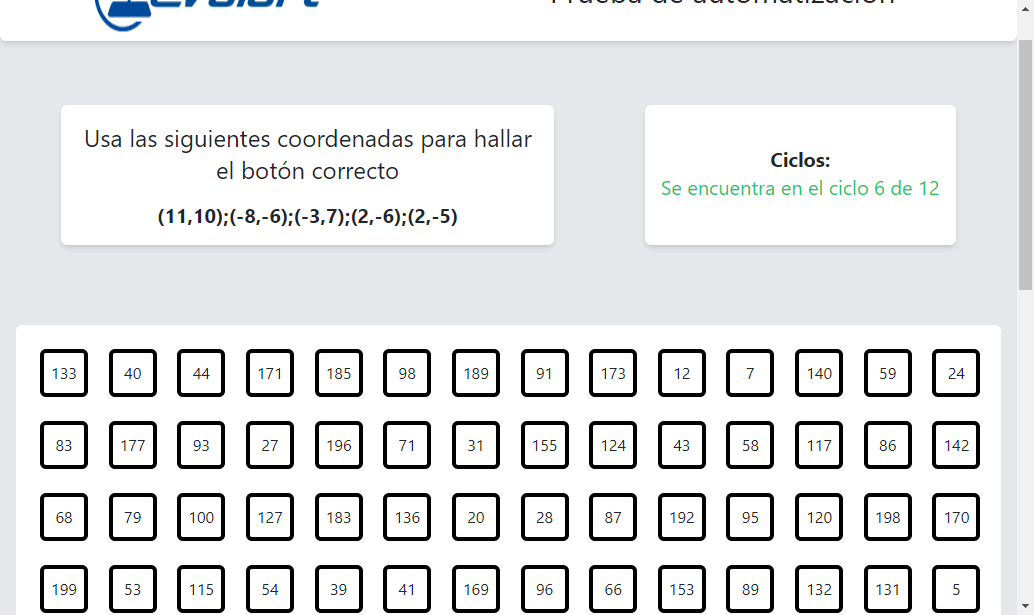 Usa las siguientes coordenadas para hallar
el botón correcto
(11,10);(-8,-6);(-3,7);(2,-6);(2,-5)
Ciclos:
Se encuentra en el ciclo 6 de 12
133 40 44 171 185 98 189 91 173 12 7 140 59 24
83 177 93 27 196 71 31 155 124 43 58 117 86 142
68 79 100 127 183 136 20 28 87 192 95 120 198 170
199 53 115 54 39 41 169 96 66 153 89 132 131 5